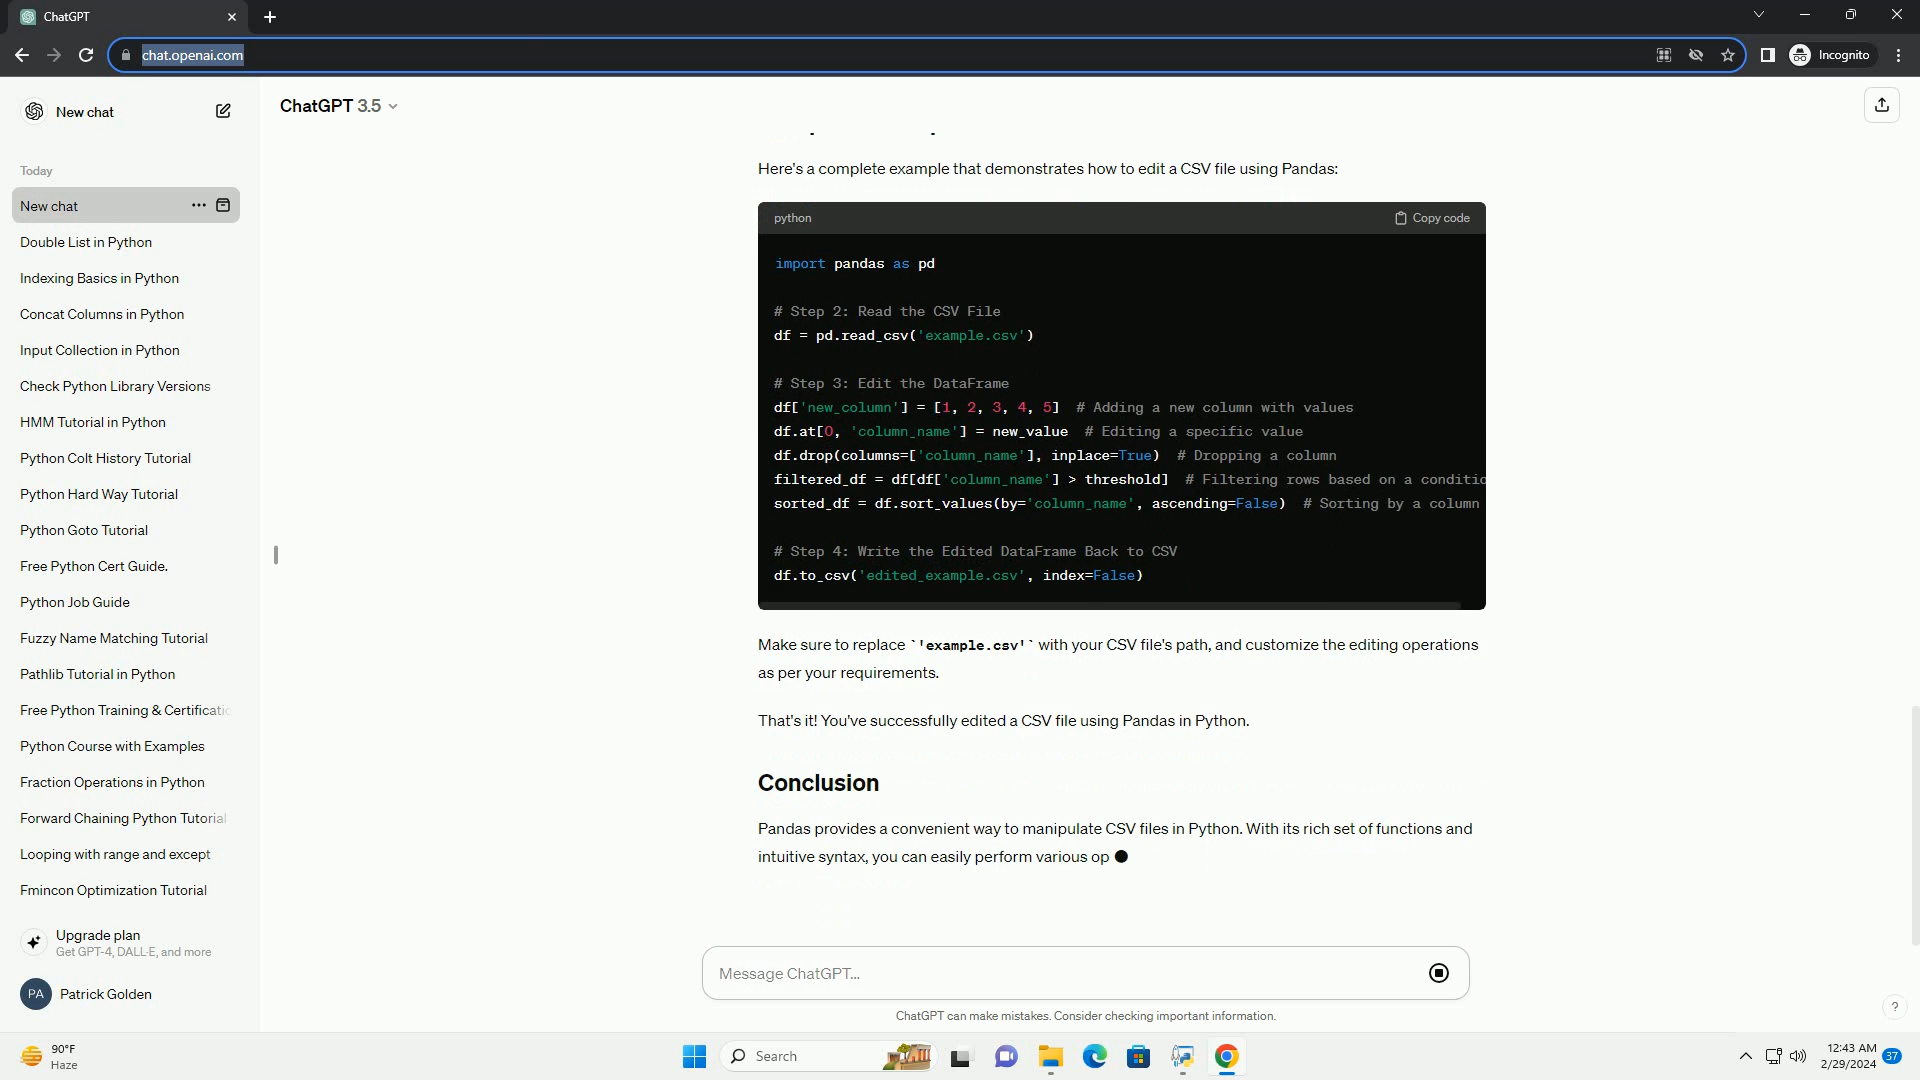 ChatGPT
chat.openai.com
Incognito
New chat
Today
New chat
Double List in Python
Indexing Basics in Python
Concat Columns in Python
Input Collection in Python
Check Python Library Versions
HMM Tutorial in Python
Python Colt History Tutorial
Python Hard Way Tutorial
Python Goto Tutorial
Free Python Cert Guide.
Python Job Guide
Fuzzy Name Matching Tutorial
Pathlib Tutorial in Python
Free Python Training & Certificatio
Python Course with Examples
Fraction Operations in Python
Forward Chaining Python Tutorial
Looping with range and except
Fmincon Optimization Tutorial
Upgrade plan
Get GPT-4, DALL·E, and more
PA Patrick Golden
ChatGPT 3.5
Here's a complete example that demonstrates how to edit a CSV file using Pandas:
python Copy code
import pandas as pd
# Step 2: Read the CSV File
df = pd.read_csv('example.csv')
# Step 3: Edit the DataFrame
df['new_column'] = [1, 2, 3, 4, 5]  # Adding a new column with values
df.at[0, 'column_name'] = new_value  # Editing a specific value
df.drop(columns=['column_name'], inplace=True)  # Dropping a column
filtered_df = df[df['column_name'] > threshold]  # Filtering rows based on a conditio
sorted_df = df.sort_values(by='column_name', ascending=False)  # Sorting by a column
# Step 4: Write the Edited DataFrame Back to CSV
df.to_csv('edited_example.csv', index=False)
Make sure to replace `'example.csv'` with your CSV file's path, and customize the editing operations
as per your requirements.
That's it! You've successfully edited a CSV file using Pandas in Python.
Conclusion
Pandas provides a convenient way to manipulate CSV files in Python. With its rich set of functions and
intuitive syntax, you can easily perform various op
Message ChatGPT...
ChatGPT can make mistakes. Consider checking important information.
?
90°F
Haze
Search
12:43 AM
2/29/2024
37